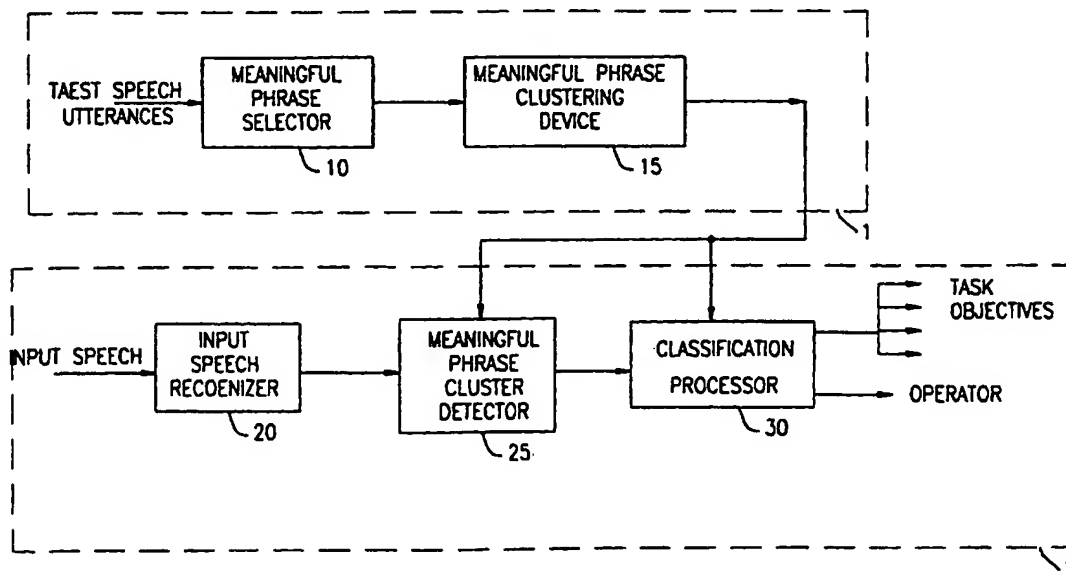 TAEST SPEECH
UTTERANCES
MEANINGFUL
PHRASE
SELECTOR
10
MEANINGFUL PHRASE
CLUSTERING
DEVICE
15
1
INPUT SPEECH
INPUT
SPEECH
RECOENIZER
20
MEANINGFUL
PHRASE
CLUSTER
DETECTOR
25
CLASSIFICATION
PROCESSOR
30
TASK
OBJECTIVES
OPERATOR